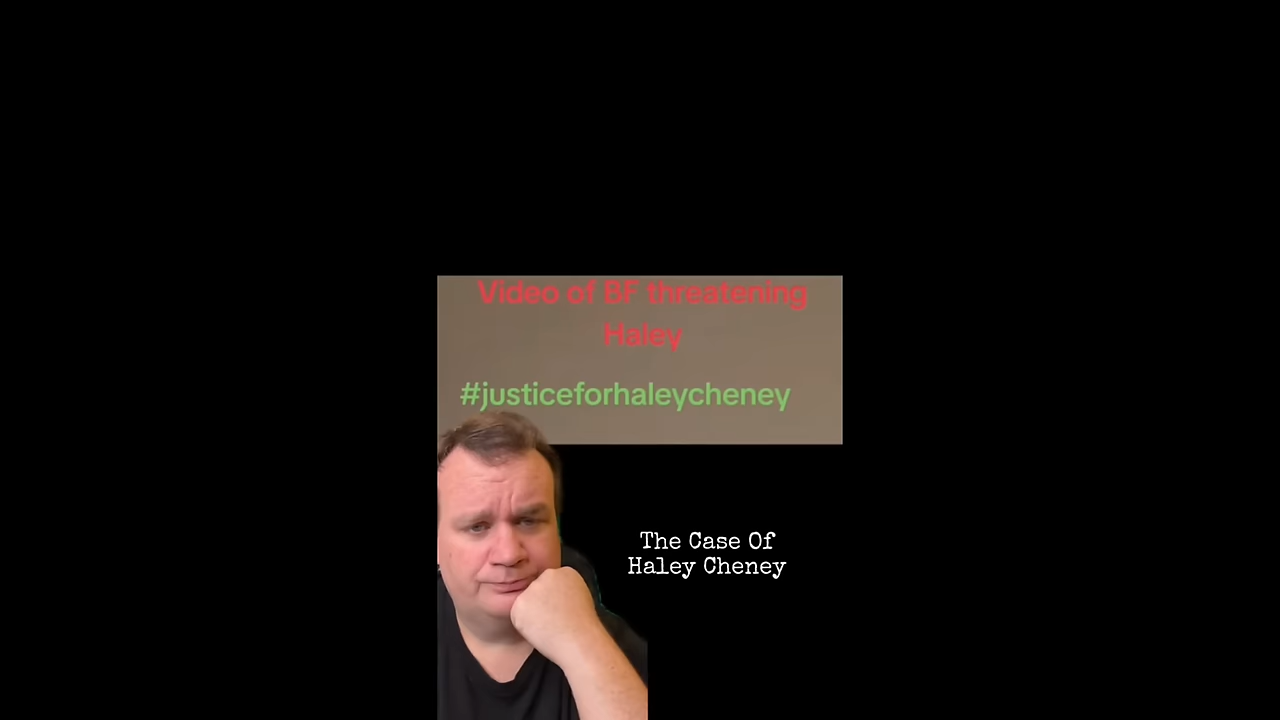 Video of BF threatening
Haley
#justiceforhaleycheney
The Case Of
Haley Cheney